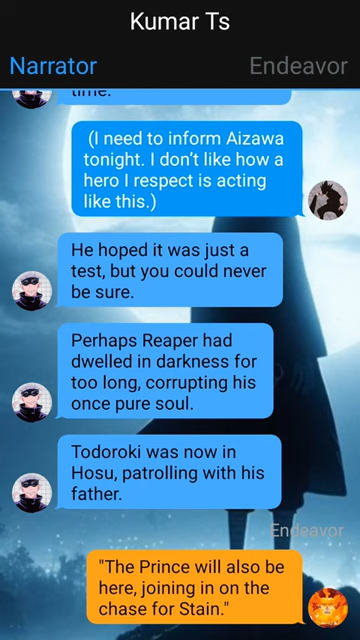 Kumar Ts
Narrator
Endeavor
time.
(I need to inform Aizawa
tonight. I don't like how a
hero I respect is acting
like this.)
He hoped it was just a
test, but you could never
be sure.
Perhaps Reaper had
dwelled in darkness for
too long, corrupting his
once pure soul.
Todoroki was now in
Hosu, patrolling with his
father.
Endeavor
"The Prince will also be
here, joining in on the
chase for Stain."